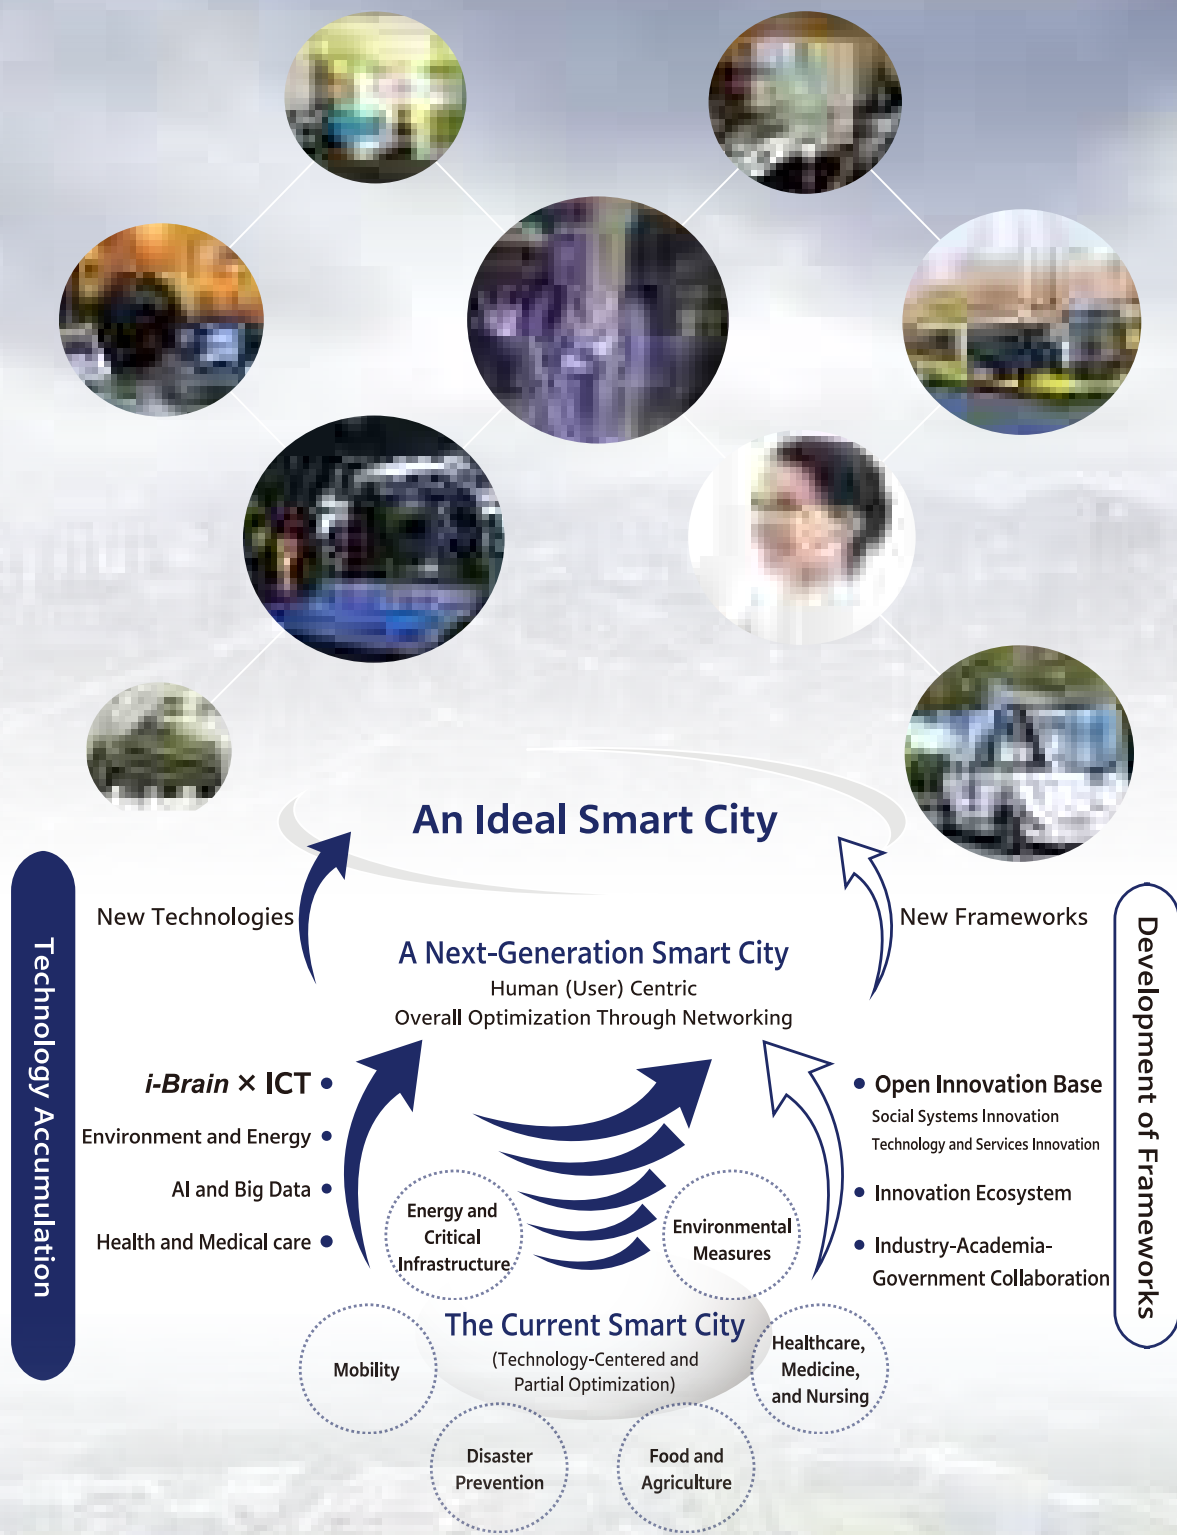 An Ideal Smart City
New Technologies
New Frameworks
A Next-Generation Smart City
Human (User) Centric
Overall Optimization Through Networking
Technology Accumulation
i-Brain × ICT •
Environment and Energy •
AI and Big Data •
Health and Medical care •
• Open Innovation Base
Social Systems Innovation
Technology and Services Innovation
• Innovation Ecosystem
• Industry-Academia-
Government Collaboration
Development of Frameworks
Energy and
Critical
Infrastructure
Environmental
Measures
The Current Smart City
(Technology-Centered and
Partial Optimization)
Mobility
Healthcare,
Medicine,
and Nursing
Disaster
Prevention
Food and
Agriculture